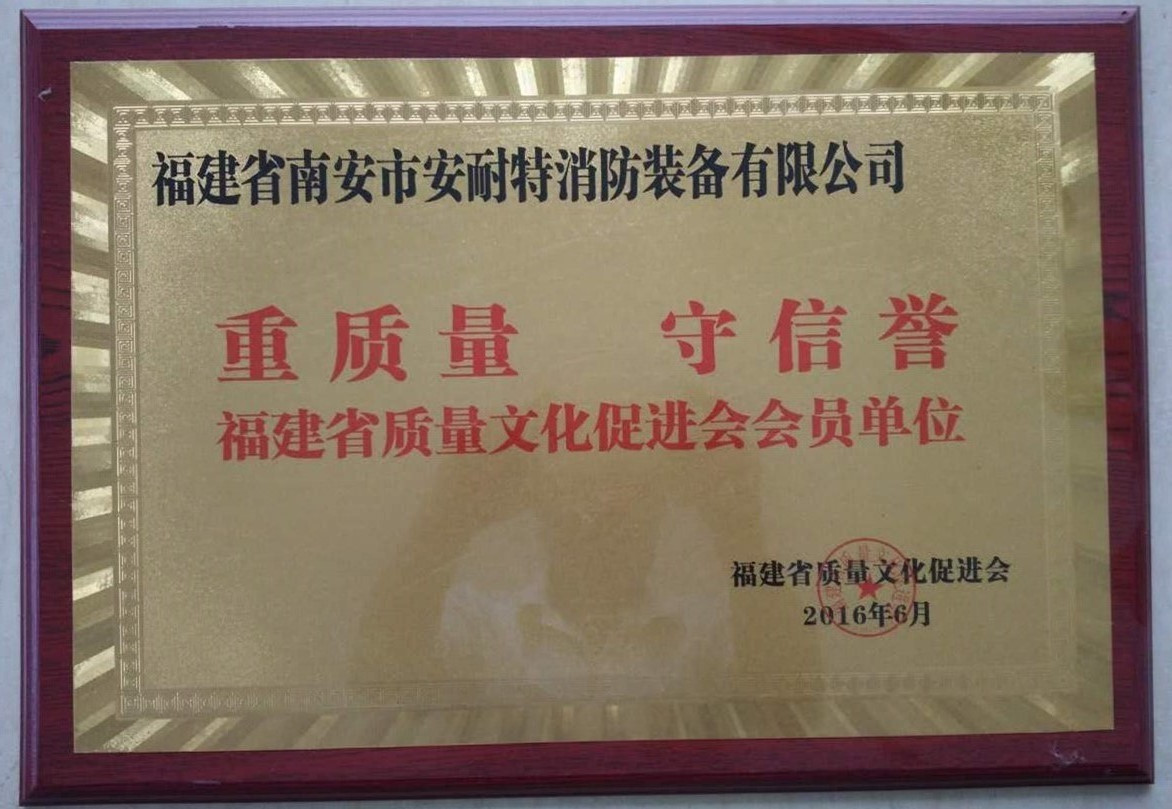 福建省南安市安耐特消防装备有限公司
重质量 守信誉
福建省质量文化促进会会员单位
福建省质量文化促进会
2016年6月